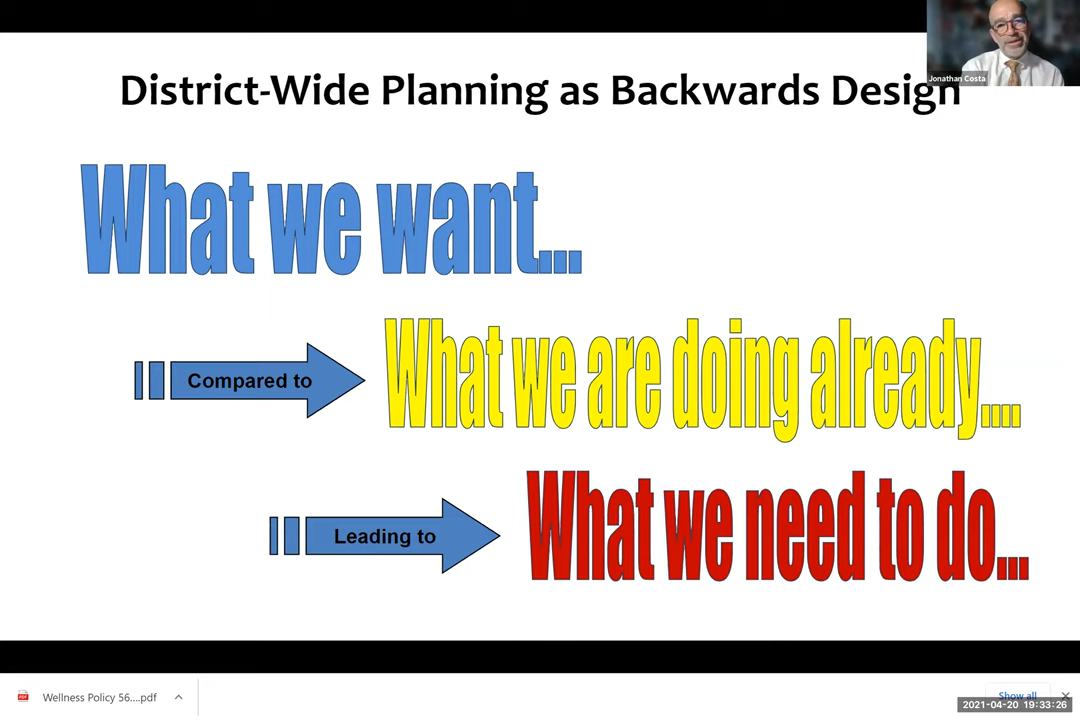 Jonathan Costa
District-Wide Planning as Backwards Design
What we want...
Compared to
What we are doing already....
Leading to
What we need to do...
PDF
Wellness Policy 56....pdf
Show all
2021-04-20 19:33:26